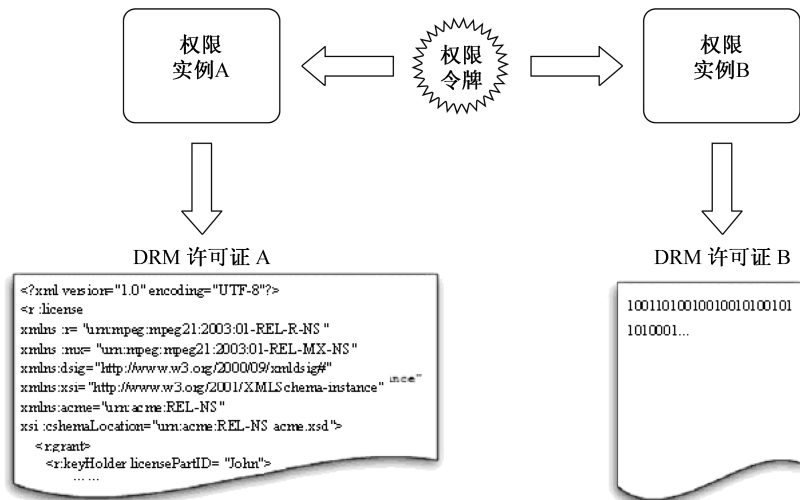 权限
实例A
权限
令牌
权限
实例B
DRM 许可证 A
<?xml version="1.0" encoding="UTF-8"?>
<r :license
xmlns :r= "urn:mpeg:mpeg21:2003:01-REL-R-NS"
xmlns :mx= "urn:mpeg:mpeg21:2003:01-REL-MX-NS"
xmlns:dsig="http://www.w3.org/2000/09/xmldsig#"
xmlns:xsi="http://www.w3.org/2001/XMLSchema-instance" ince"
xmlns:acme="urn:acme:REL-NS"
xsi :cshemaLocation="urn:acme:REL-NS acme.xsd">
<r:grant>
<r:keyHolder licensePartID= "John">
... ...
DRM 许可证 B
10011010010010010100101
1010001...